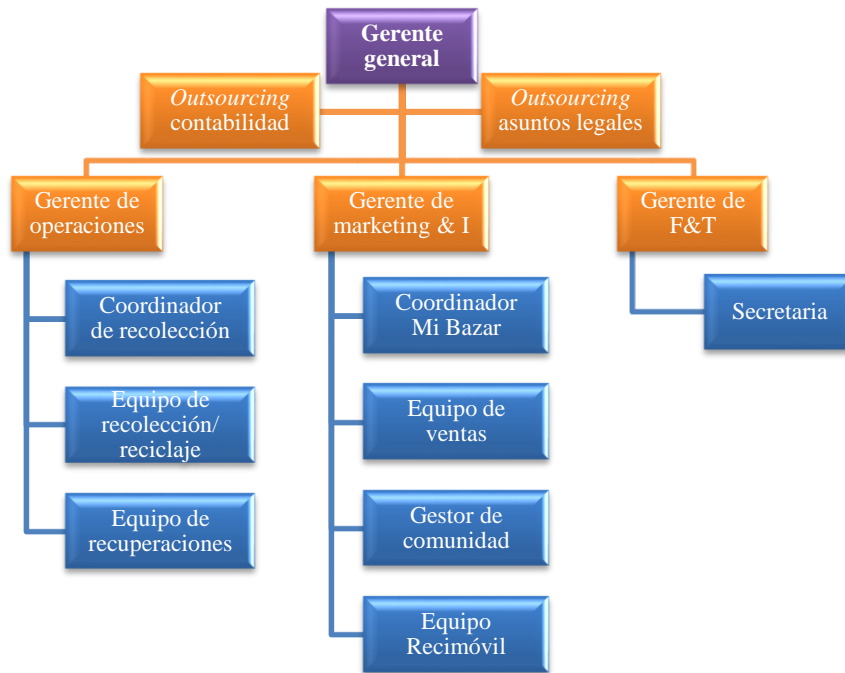 Gerente
general
Outsourcing
contabilidad
Outsourcing
asuntos legales
Gerente de
operaciones
Gerente de
marketing & I
Gerente de
F&T
Coordinador
de recolección
Coordinador
Mi Bazar
Secretaria
Equipo de
recolección/
reciclaje
Equipo de
ventas
Equipo de
recuperaciones
Gestor de
comunidad
Equipo
Recimóvil